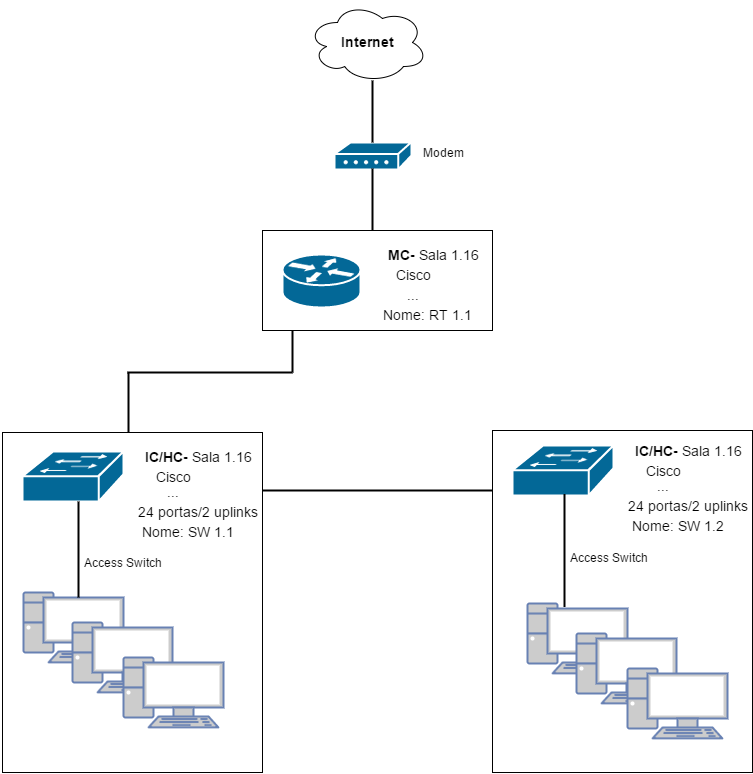 Internet
Modem
MC- Sala 1.16
Cisco
...
Nome: RT 1.1
IC/HC- Sala 1.16
Cisco
...
24 portas/2 uplinks
Nome: SW 1.1
Access Switch
IC/HC- Sala 1.16
Cisco
...
24 portas/2 uplinks
Nome: SW 1.2
Access Switch